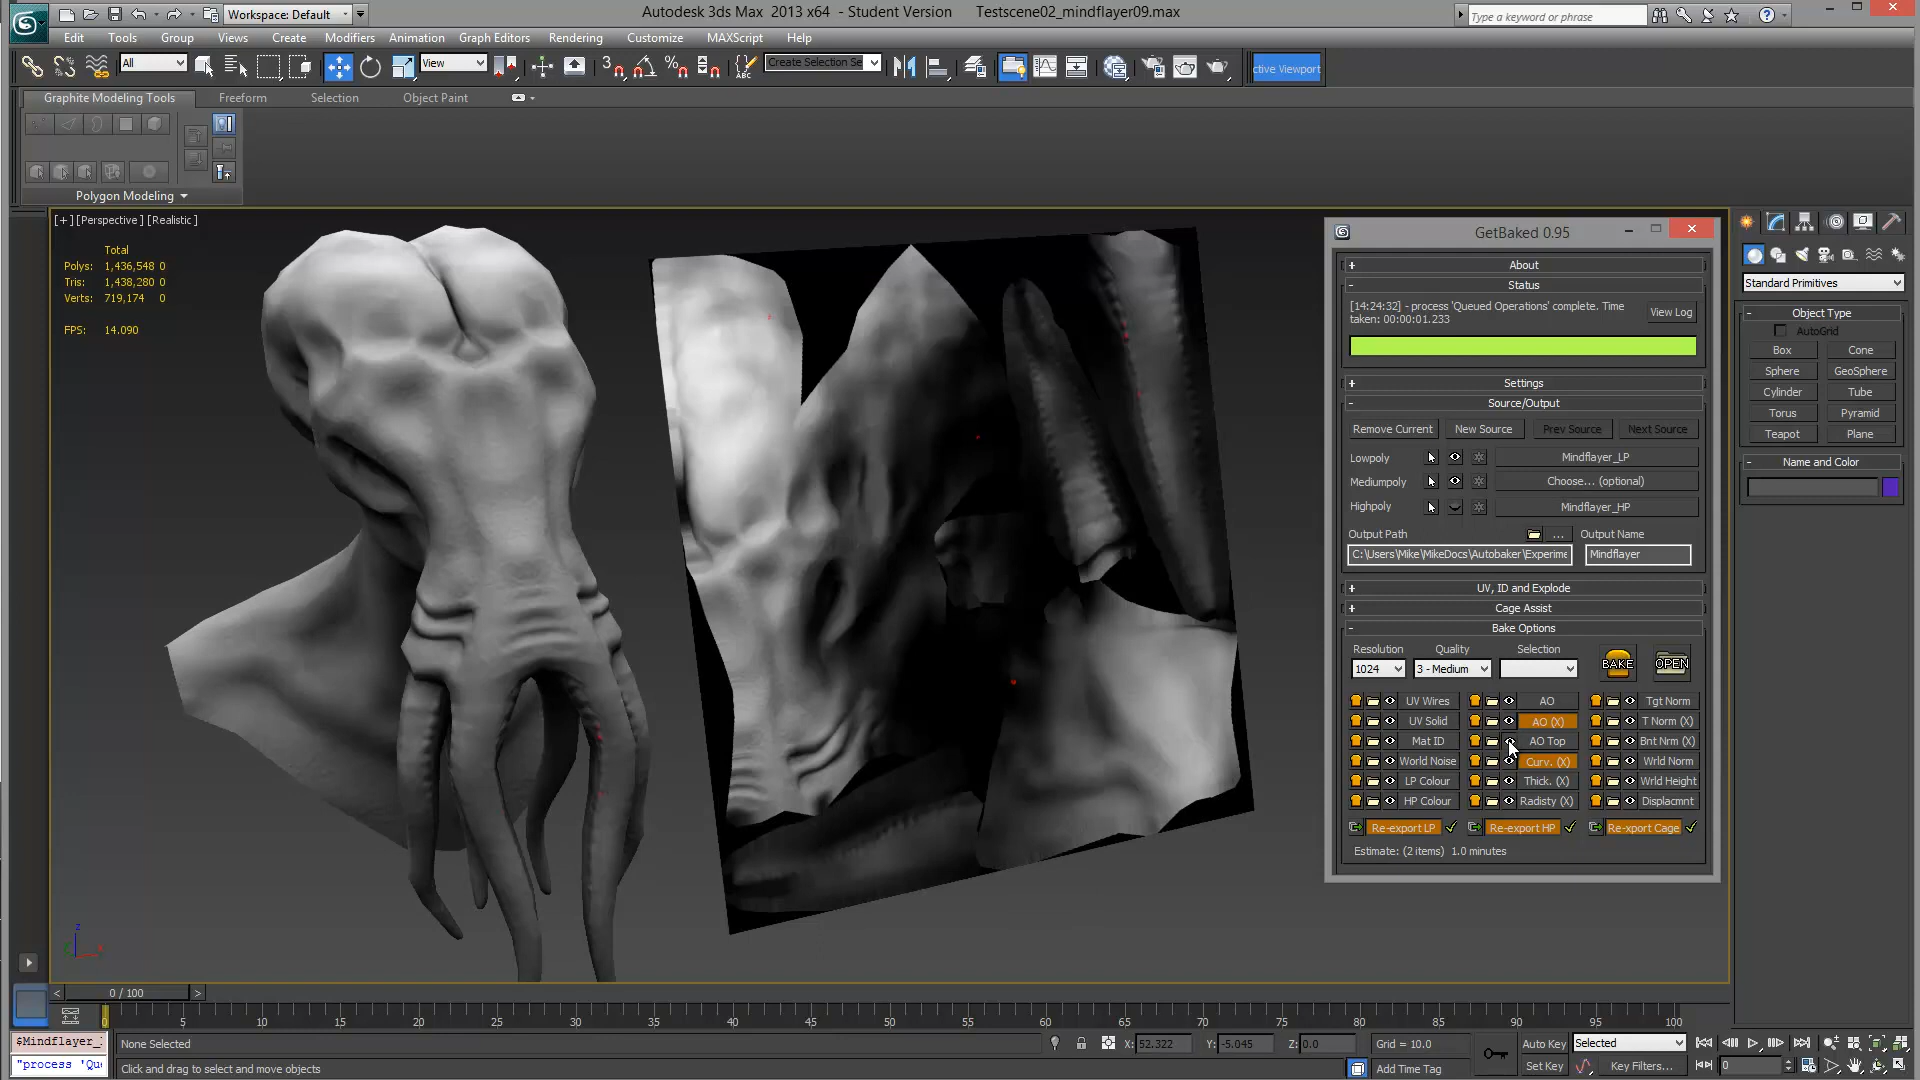 Workspace: Default
Autodesk 3ds Max 2013 x64 - Student Version Testscene02_mindflayer09.max
Type a keyword or phrase
Edit Tools Group Views Create Modifiers Animation Graph Editors Rendering Customize MAXScript Help
All View Create Selection Se ctive Viewport
Graphite Modeling Tools Freeform Selection Object Paint
Polygon Modeling
[+] [Perspective ] [Realistic ]
Total
Polys: 1,436,548 0
Tris: 1,438,280 0
Verts: 719,174 0
FPS: 14.090
GetBaked 0.95
About
Status
[14:24:32] - process 'Queued Operations' complete. Time
taken: 00:00:01.233
View Log
Settings
Source/Output
Remove Current New Source Prev Source Next Source
Lowpoly Mindflayer_LP
Mediumpoly Choose... (optional)
Highpoly Mindflayer_HP
Output Path ... Output Name
C:\Users\Mike\MikeDocs\Autobaker\Experime Mindflayer
UV, ID and Explode
Cage Assist
Bake Options
Resolution Quality Selection
1024 3 - Medium BAKE OPEN
UV Wires AO Tgt Norm
UV Solid AO (X) T Norm (X)
Mat ID AO Top Bnt Nrm (X)
World Noise Curv. (X) Wrld Norm
LP Colour Thick. (X) Wrld Height
HP Colour Radisty (X) Displacmnt
Re-export LP Re-export HP Re-xport Cage
Estimate: (2 items) 1.0 minutes
Standard Primitives
Object Type
AutoGrid
Box Cone
Sphere GeoSphere
Cylinder Tube
Torus Pyramid
Teapot Plane
Name and Color
< 0 / 100 >
0 5 10 15 20 25 30 35 40 45 50 55 60 65 70 75 80 85 90 95 100
$Mindflayer_ None Selected X: 52.322 Y: -5.045 Z: 0.0 Grid = 10.0 Auto Key Selected
"process 'Qu Click and drag to select and move objects Add Time Tag Set Key Key Filters... 0